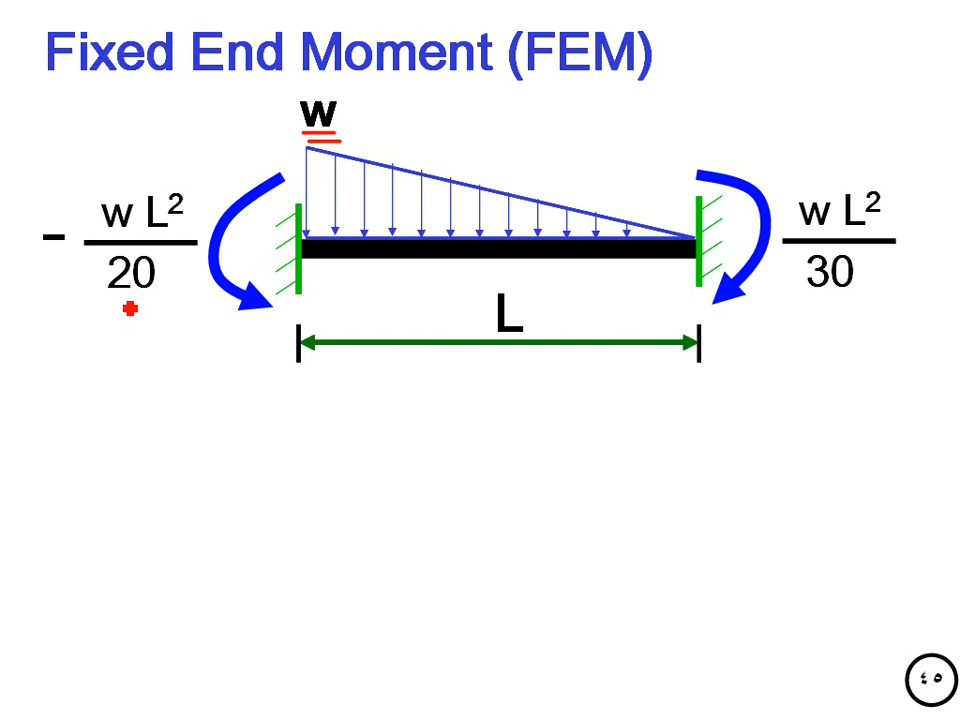 Fixed End Moment (FEM)
w
- w L²
20
w L²
30
L
٤٥